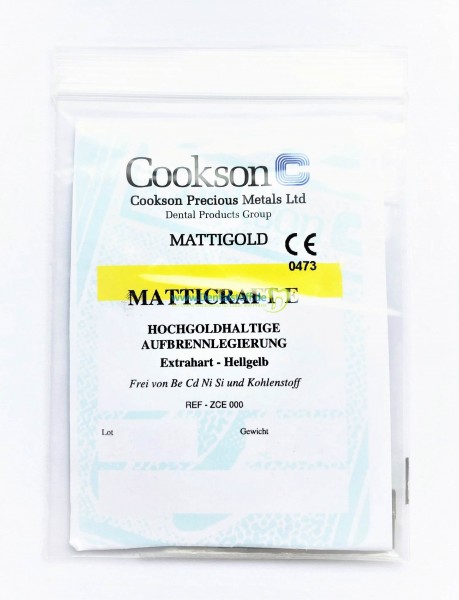 Cookson
Cookson Precious Metals Ltd
Dental Products Group
MATTIGOLD
CE
0473
MATTICRAFT-E
HOCHGOLDHALTIGE
AUFBRENNLEGIERUNG
Extrahart - Hellgelb
Frei von Be Cd Ni Si und Kohlenstoff
REF - ZCE 000
Lot Gewicht